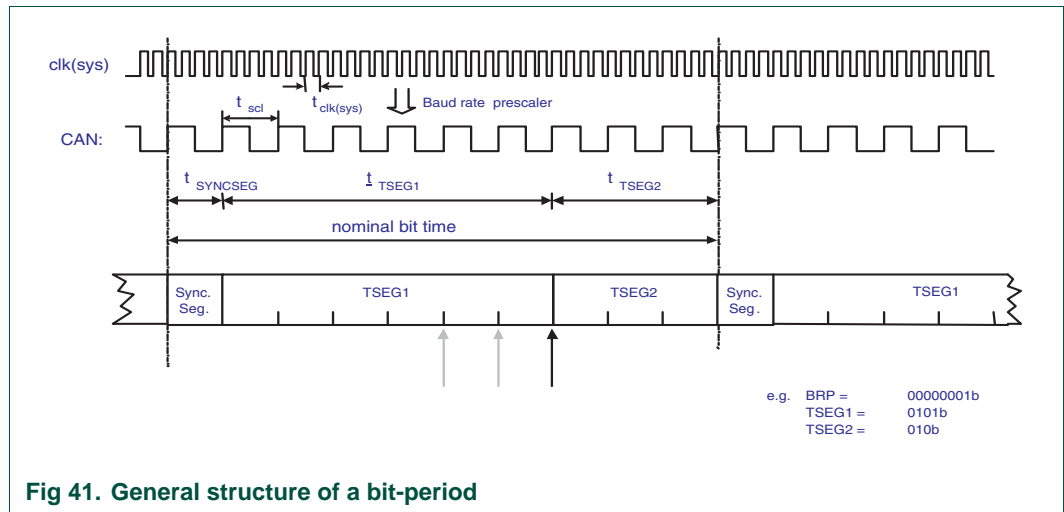 clk(sys)
t scl
t clk(sys)
Baud rate prescaler
CAN:
t SYNCSEG
t TSEG1
t TSEG2
nominal bit time
Sync.
Seg.
TSEG1
TSEG2
Sync.
Seg.
TSEG1
e.g. BRP = 00000001b
TSEG1 = 0101b
TSEG2 = 010b
Fig 41. General structure of a bit-period